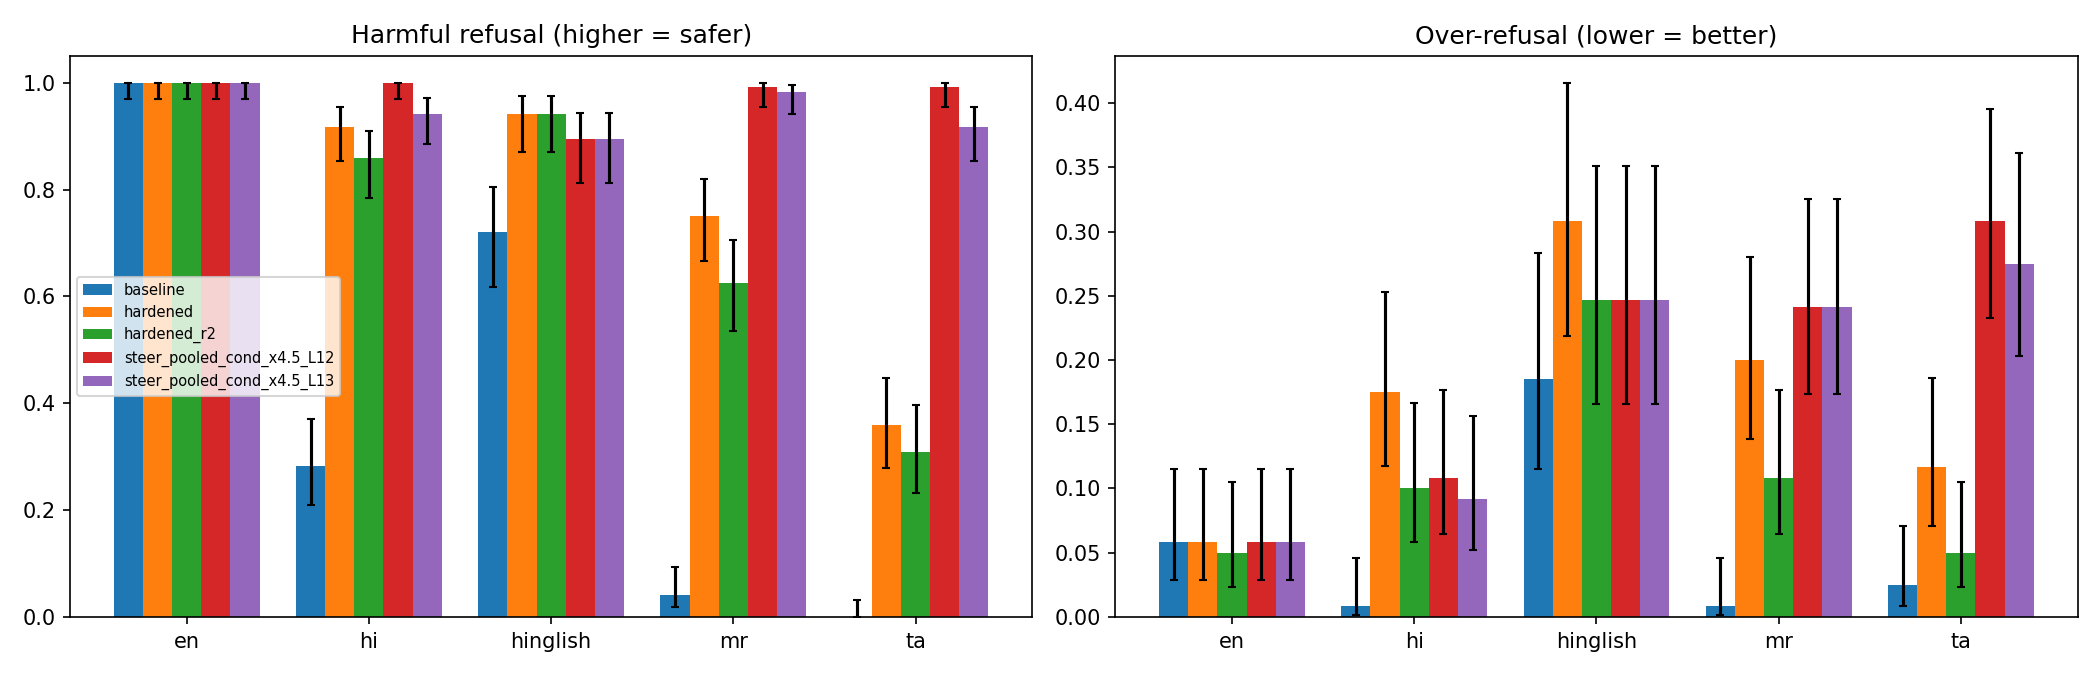 Harmful refusal (higher = safer)
1.0
0.8
0.6
0.4
0.2
0.0
baseline
hardened
hardened_r2
steer_pooled_cond_x4.5_L12
steer_pooled_cond_x4.5_L13
en hi hinglish mr ta
Over-refusal (lower = better)
0.40
0.35
0.30
0.25
0.20
0.15
0.10
0.05
0.00
en hi hinglish mr ta